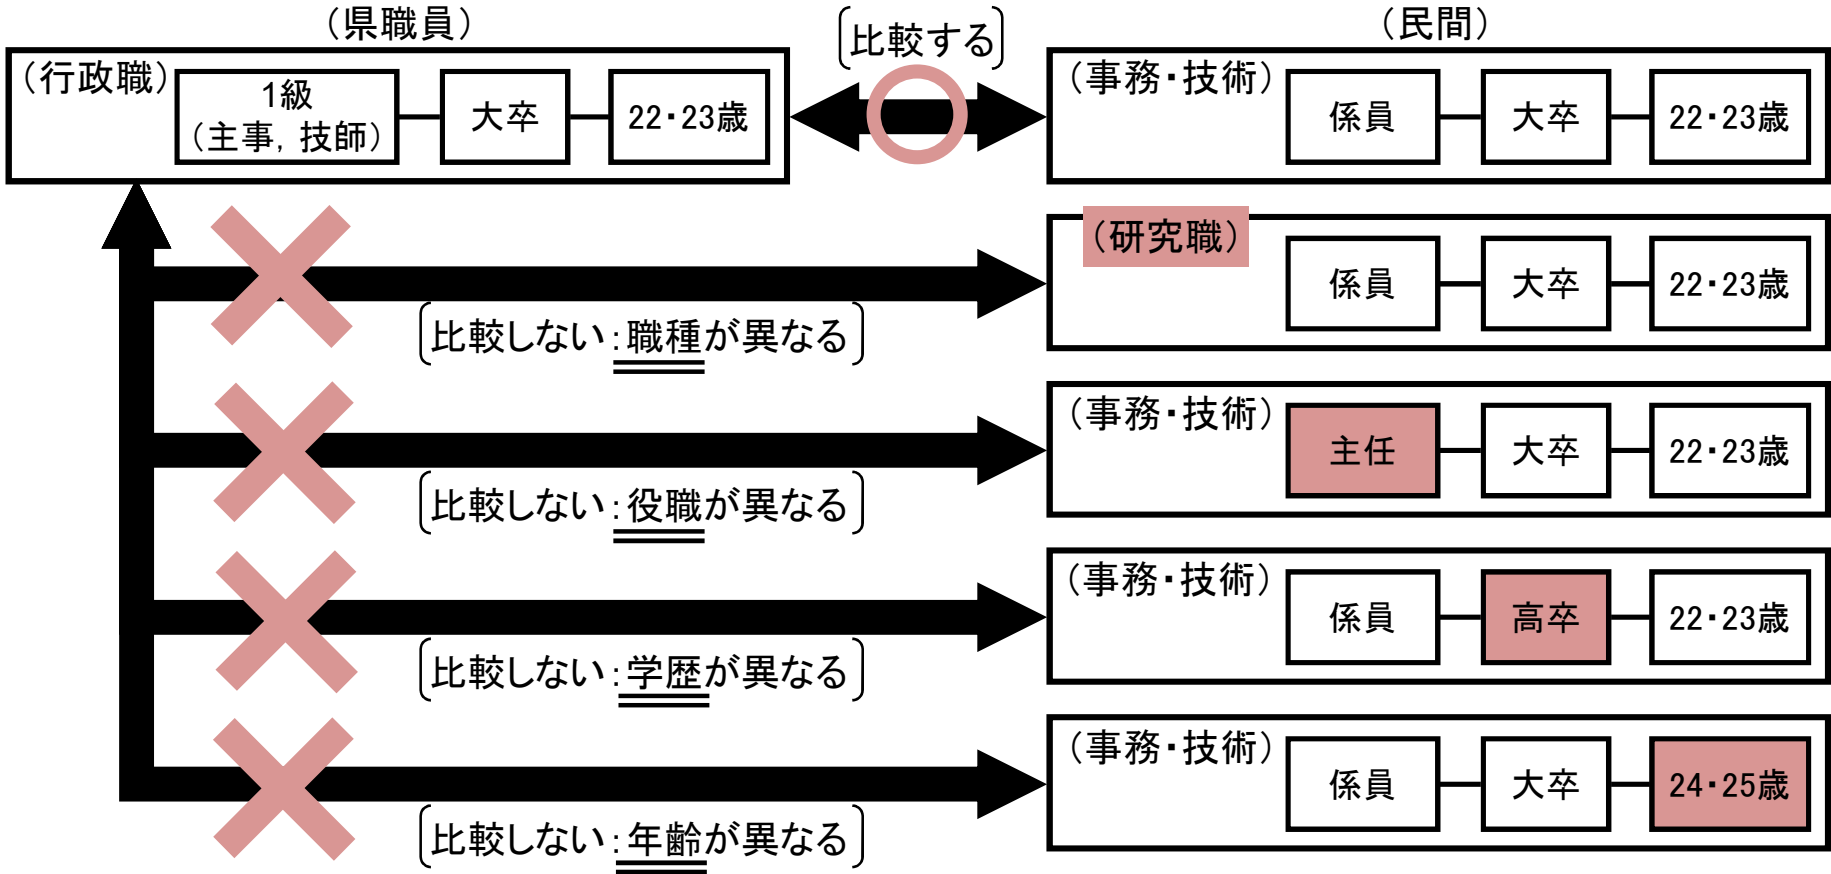 （県職員）
〔比較する〕
（民間）
（行政職）
1級
（主事，技師）
大卒
22・23歳
（事務・技術）
係員
大卒
22・23歳
（研究職）
係員
大卒
22・23歳
〔比較しない：職種が異なる〕
（事務・技術）
主任
大卒
22・23歳
〔比較しない：役職が異なる〕
（事務・技術）
係員
高卒
22・23歳
〔比較しない：学歴が異なる〕
（事務・技術）
係員
大卒
24・25歳
〔比較しない：年齢が異なる〕